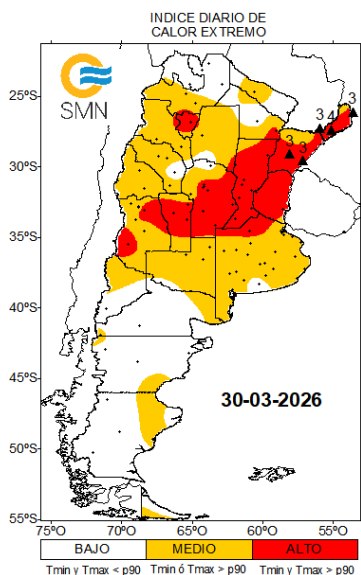 INDICE DIARIO DE
CALOR EXTREMO
SMN
25°S
30°S
35°S
40°S
45°S
50°S
55°S
3
4
3
3
3
30-03-2026
75°O 70°O 65°O 60°O 55°O
BAJO MEDIO ALTO
Tmin y Tmax < p90 Tmin ó Tmax > p90 Tmin y Tmax > p90